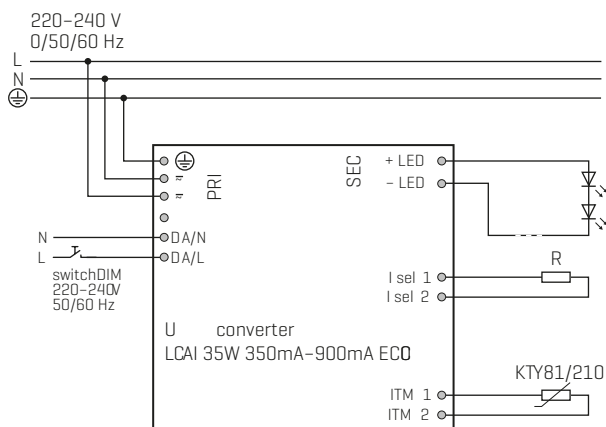 220–240 V
0/50/60 Hz
L
N
+ LED
– LED
PRI
SEC
N
DA/N
L
DA/L
switchDIM
220–240V
50/60 Hz
R
I sel 1
I sel 2
U converter
LCAI 35W 350mA–900mA ECO
KTY81/210
ITM 1
ITM 2